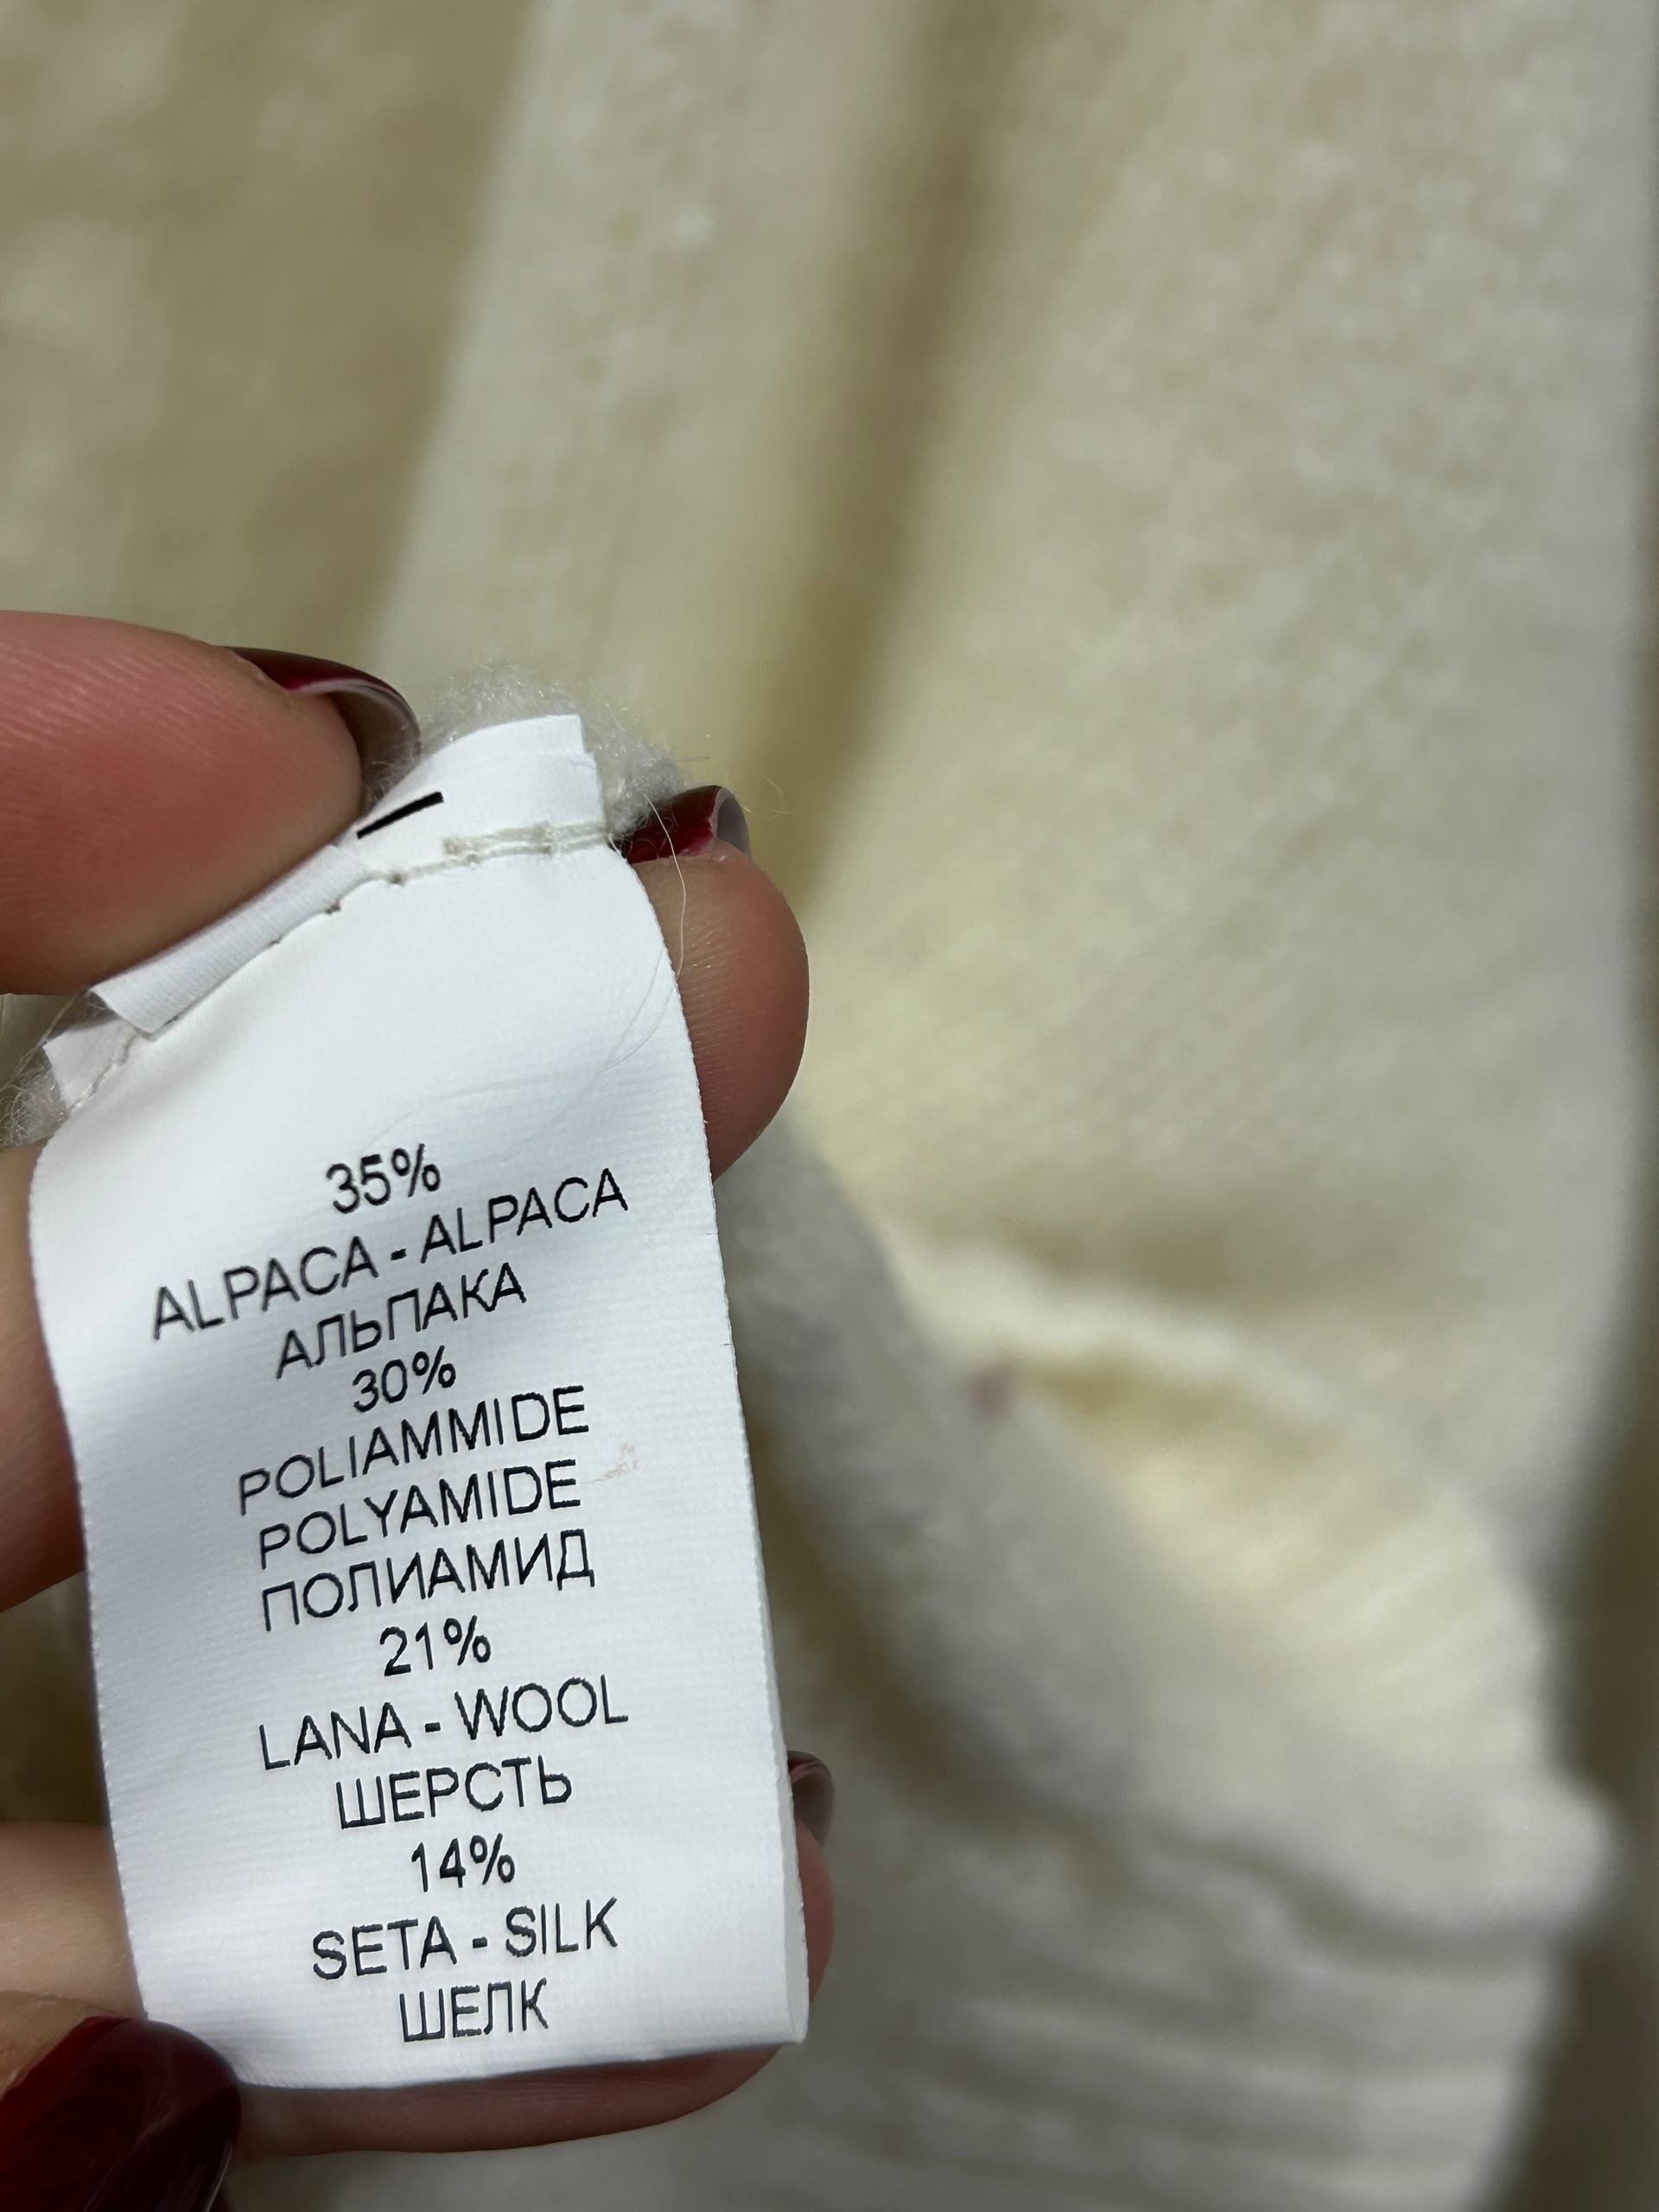 35%
ALPACA - ALPACA
АЛЬПАКА
30%
POLIAMMIDE
POLYAMIDE
ПОЛИАМИД
21%
LANA - WOOL
ШЕРСТЬ
14%
SETA - SILK
ШЕЛК